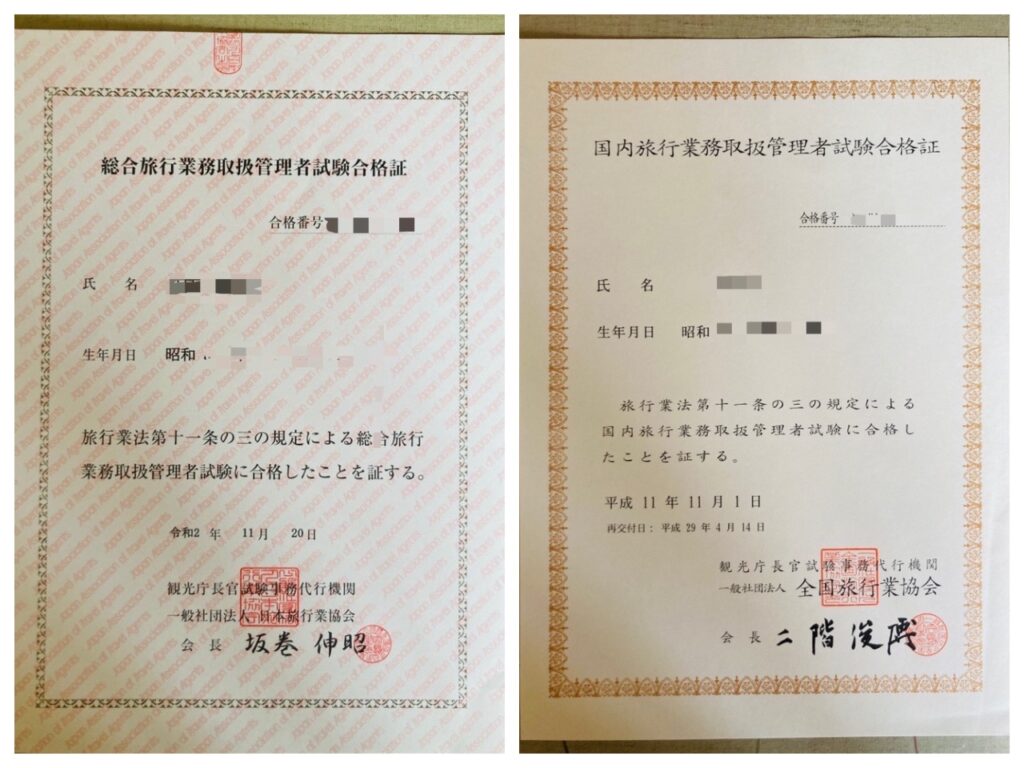 総合旅行業務取扱管理者試験合格証
合格番号
氏 名
生年月日 昭和
旅行業法第十一条の三の規定による総合旅行
業務取扱管理者試験に合格したことを証する。
令和2 年 11 月 20 日
観光庁長官試験事務代行機関
一般社団法人 日本旅行業協会
会 長 坂巻 伸昭
国内旅行業務取扱管理者試験合格証
合格番号
氏 名
生年月日 昭和
旅行業法第十一条の三の規定による
国内旅行業務取扱管理者試験に合格し
たことを証する。
平成 11 年 11 月 1 日
再交付日: 平成 29 年 4 月 14 日
観光庁長官試験事務代行機関
一般社団法人 全国旅行業協会
会 長 二階 俊博
Japan Association of Travel Agents